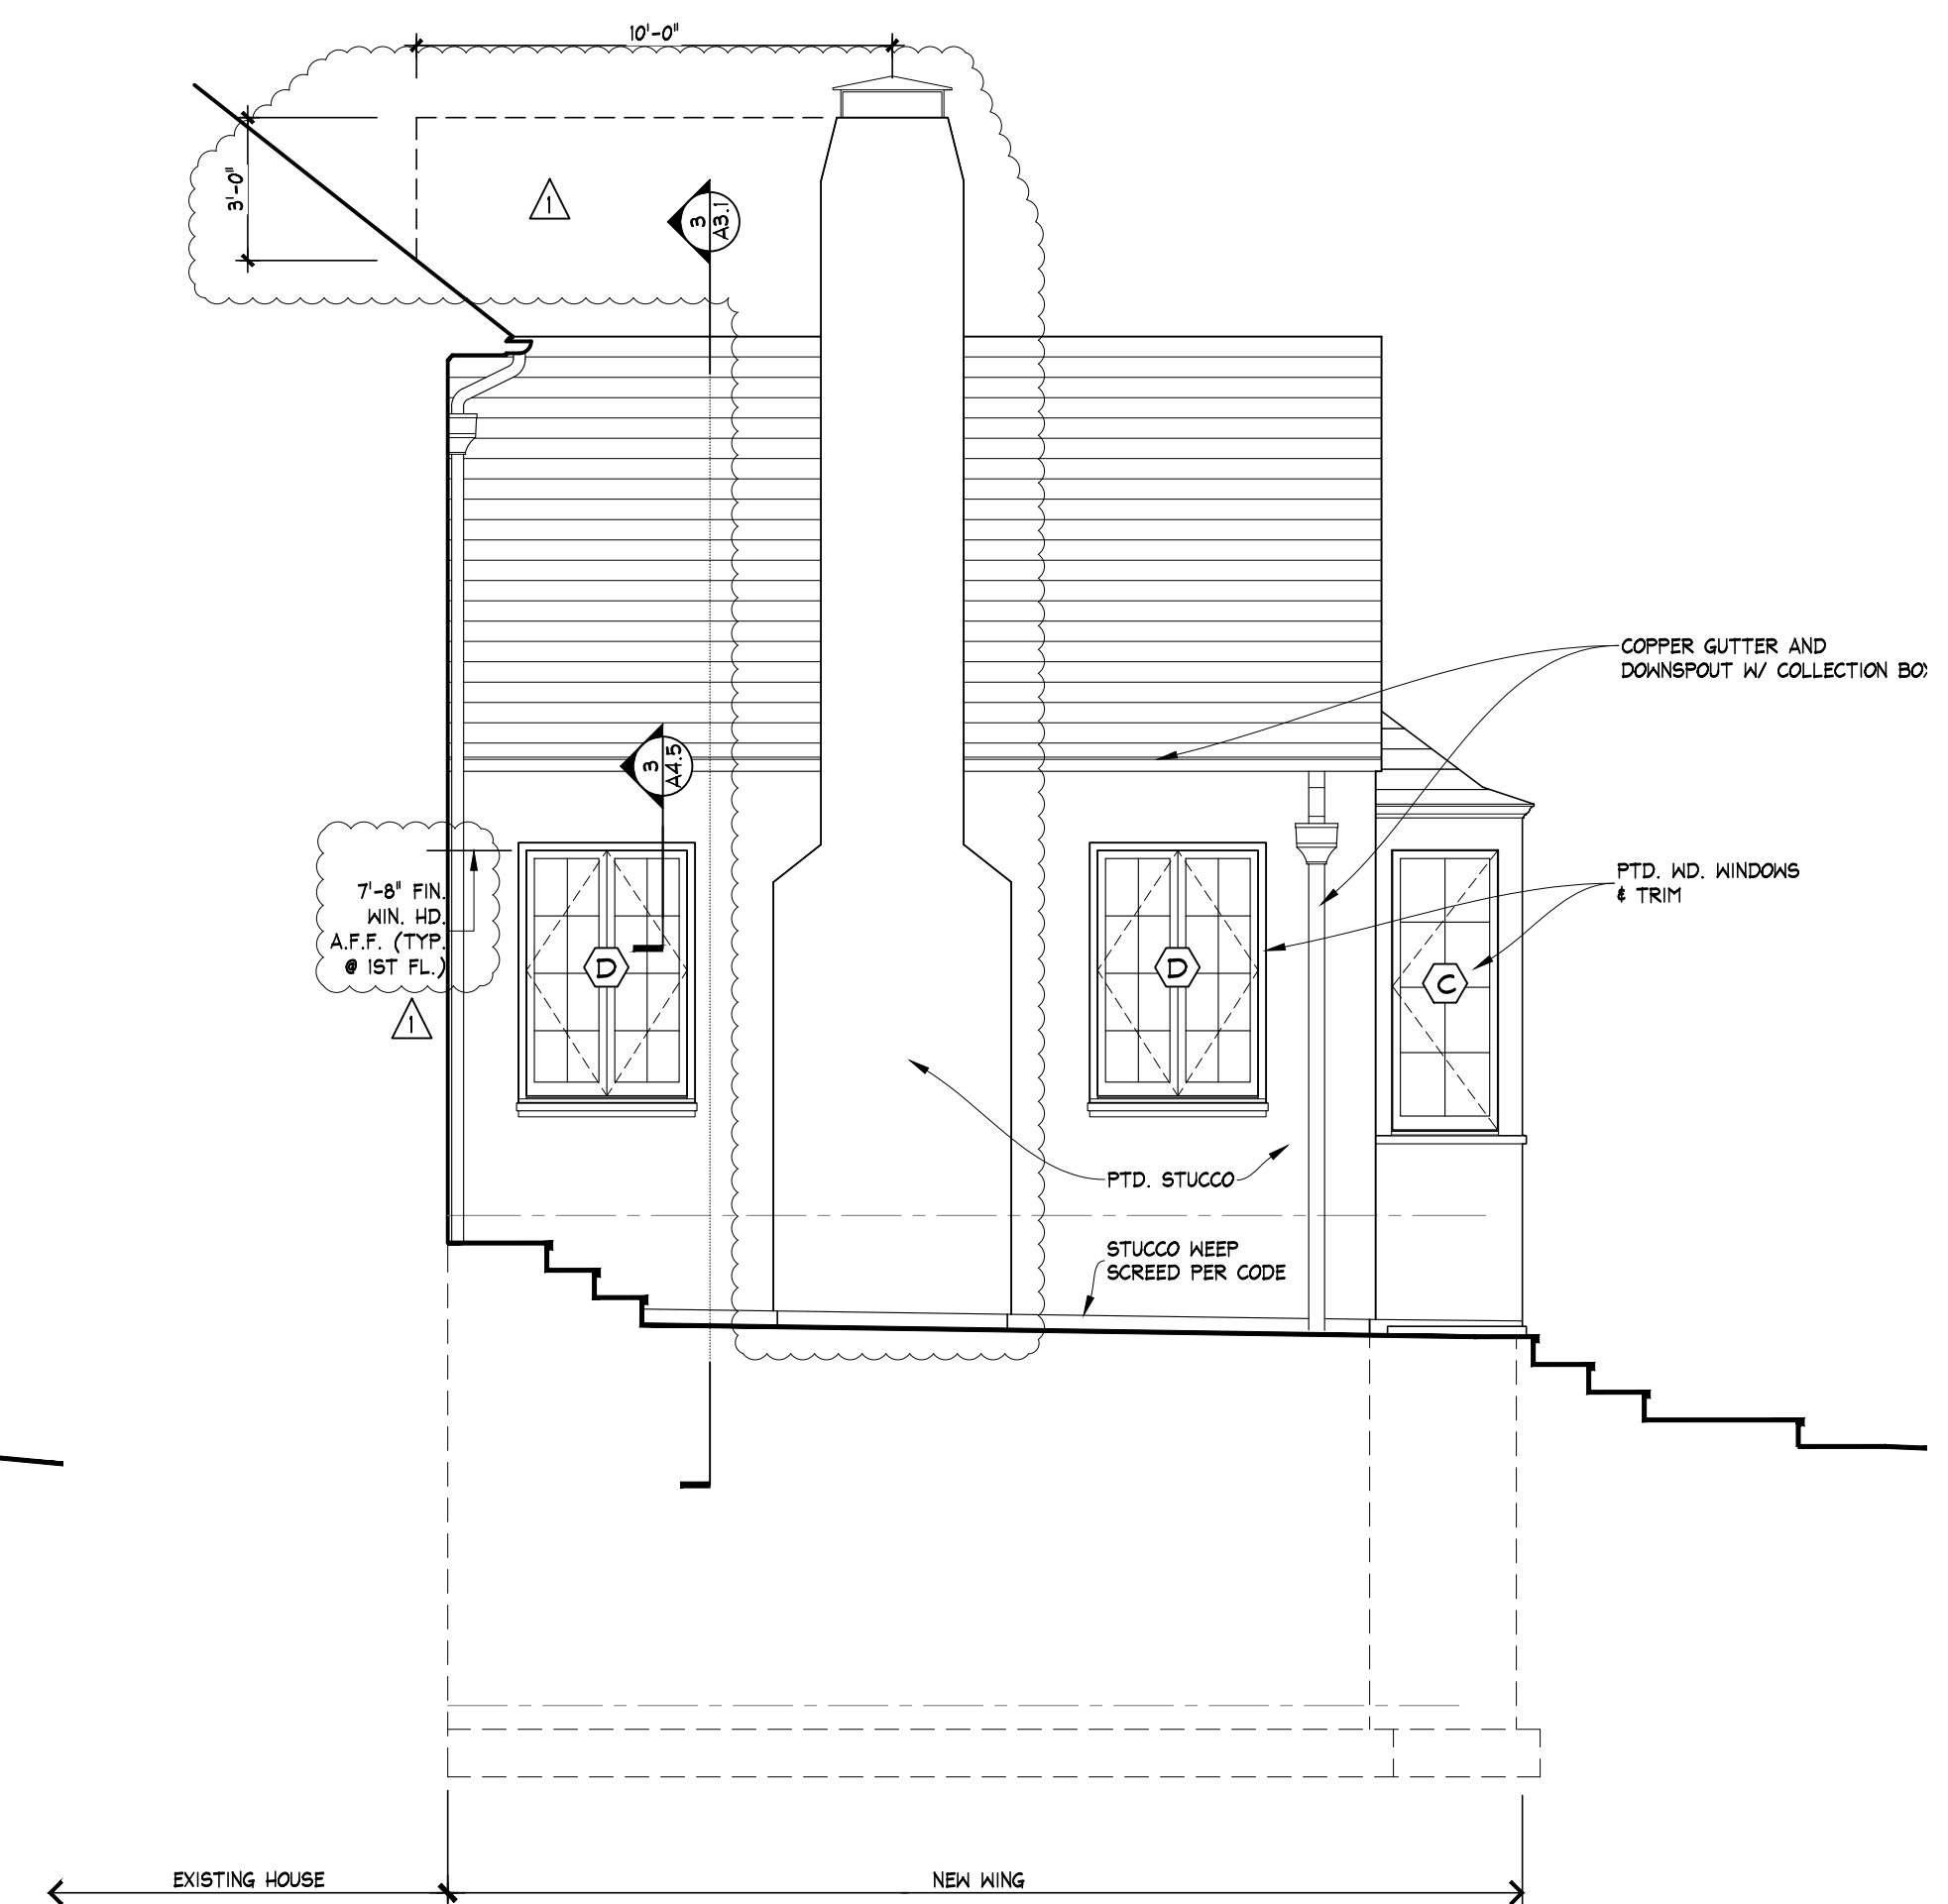 10'-0"
3'-0"
1
3
A3.1
COPPER GUTTER AND
DOWNSPOUT W/ COLLECTION
3
A4.5
7'-8" FIN.
WIN. HD.
A.F.F. (TYP.
@ 1ST FL.)
1
PTD. WD. WINDOWS
& TRIM
D
D
C
PTD. STUCCO
STUCCO WEEP
SCREED PER CODE
EXISTING HOUSE
NEW WING